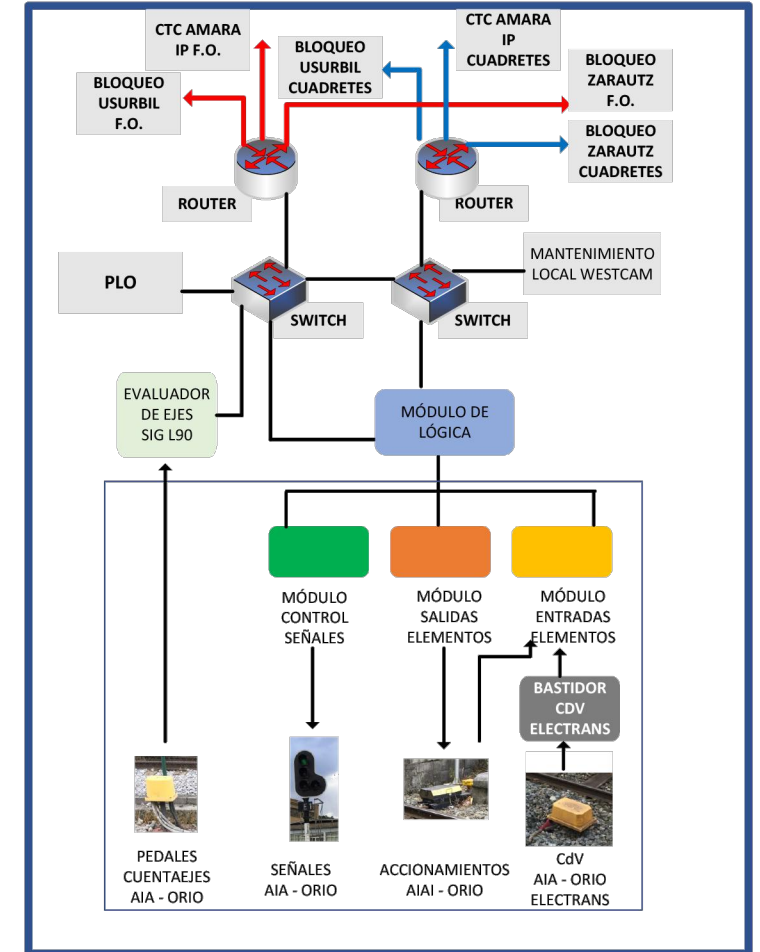 CTC AMARA
IP F.O.
BLOQUEO
USURBIL
F.O.
BLOQUEO
USURBIL
CUADRETES
CTC AMARA
IP
CUADRETES
BLOQUEO
ZARAUTZ
F.O.
BLOQUEO
ZARAUTZ
CUADRETES
ROUTER
ROUTER
PLO
SWITCH
SWITCH
MANTENIMIENTO
LOCAL WESTCAM
EVALUADOR
DE EJES
SIG L90
MÓDULO DE
LÓGICA
MÓDULO
CONTROL
SEÑALES
MÓDULO
SALIDAS
ELEMENTOS
MÓDULO
ENTRADAS
ELEMENTOS
BASTIDOR
CDV
ELECTRANS
PEDALES
CUENTAEJES
AIA - ORIO
SEÑALES
AIA - ORIO
ACCIONAMIENTOS
AIAI - ORIO
CdV
AIA - ORIO
ELECTRANS